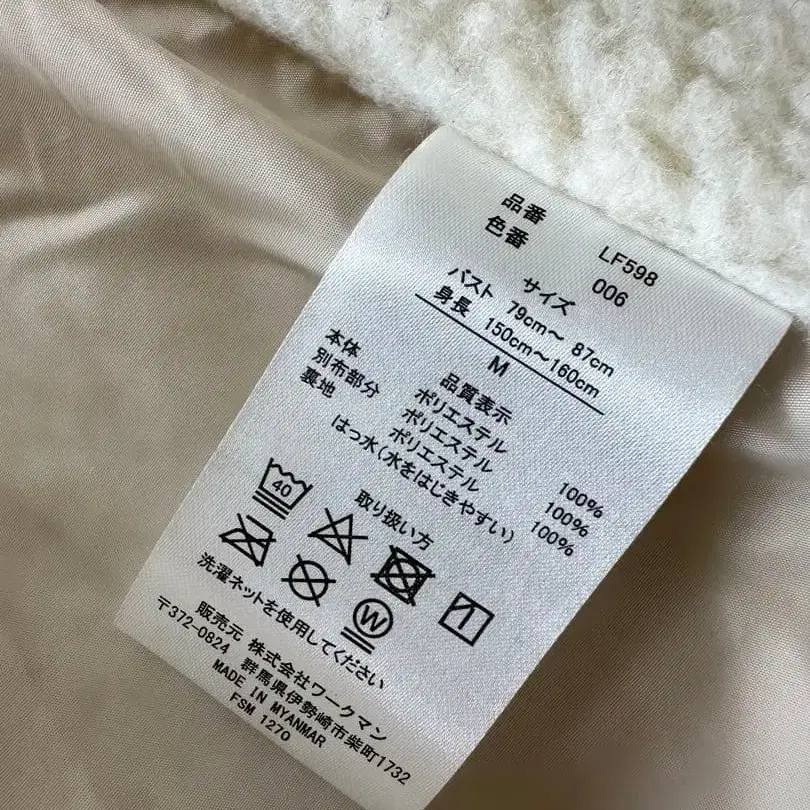 品番 LF598
色番 006
サイズ
バスト 79cm～ 87cm
身長 150cm～160cm
M
品質表示
本体 ポリエステル 100%
別布部分 ポリエステル 100%
裏地 ポリエステル 100%
はっ水(水をはじきやすい)
取り扱い方
40
W
洗濯ネットを使用してください
販売元 株式会社ワークマン
〒372-0824 群馬県伊勢崎市柴町1732
MADE IN MYANMAR
FSM 1270